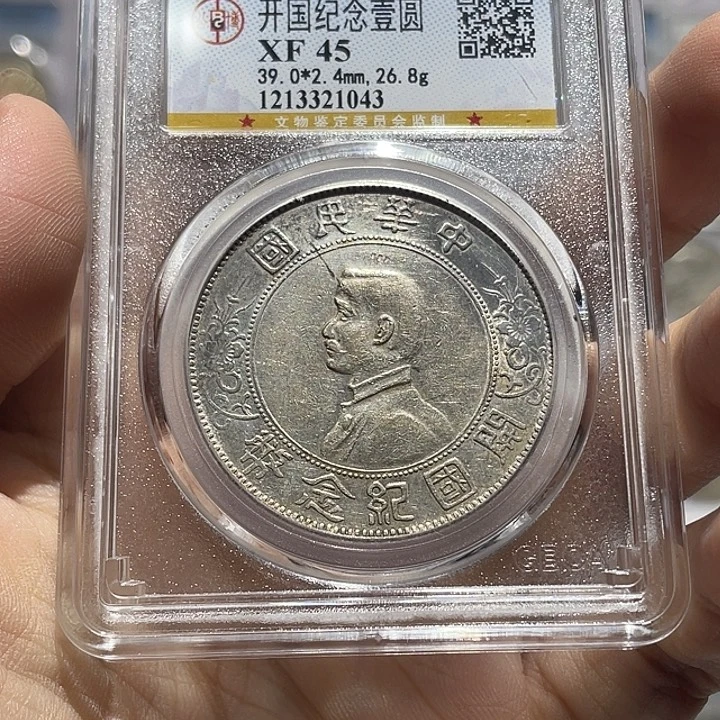 开国纪念壹圆
XF 45
39.0*2.4mm,26.8g
1213321043
★ 文物鉴定委员会监制 ★
中華民國
開國紀念幣